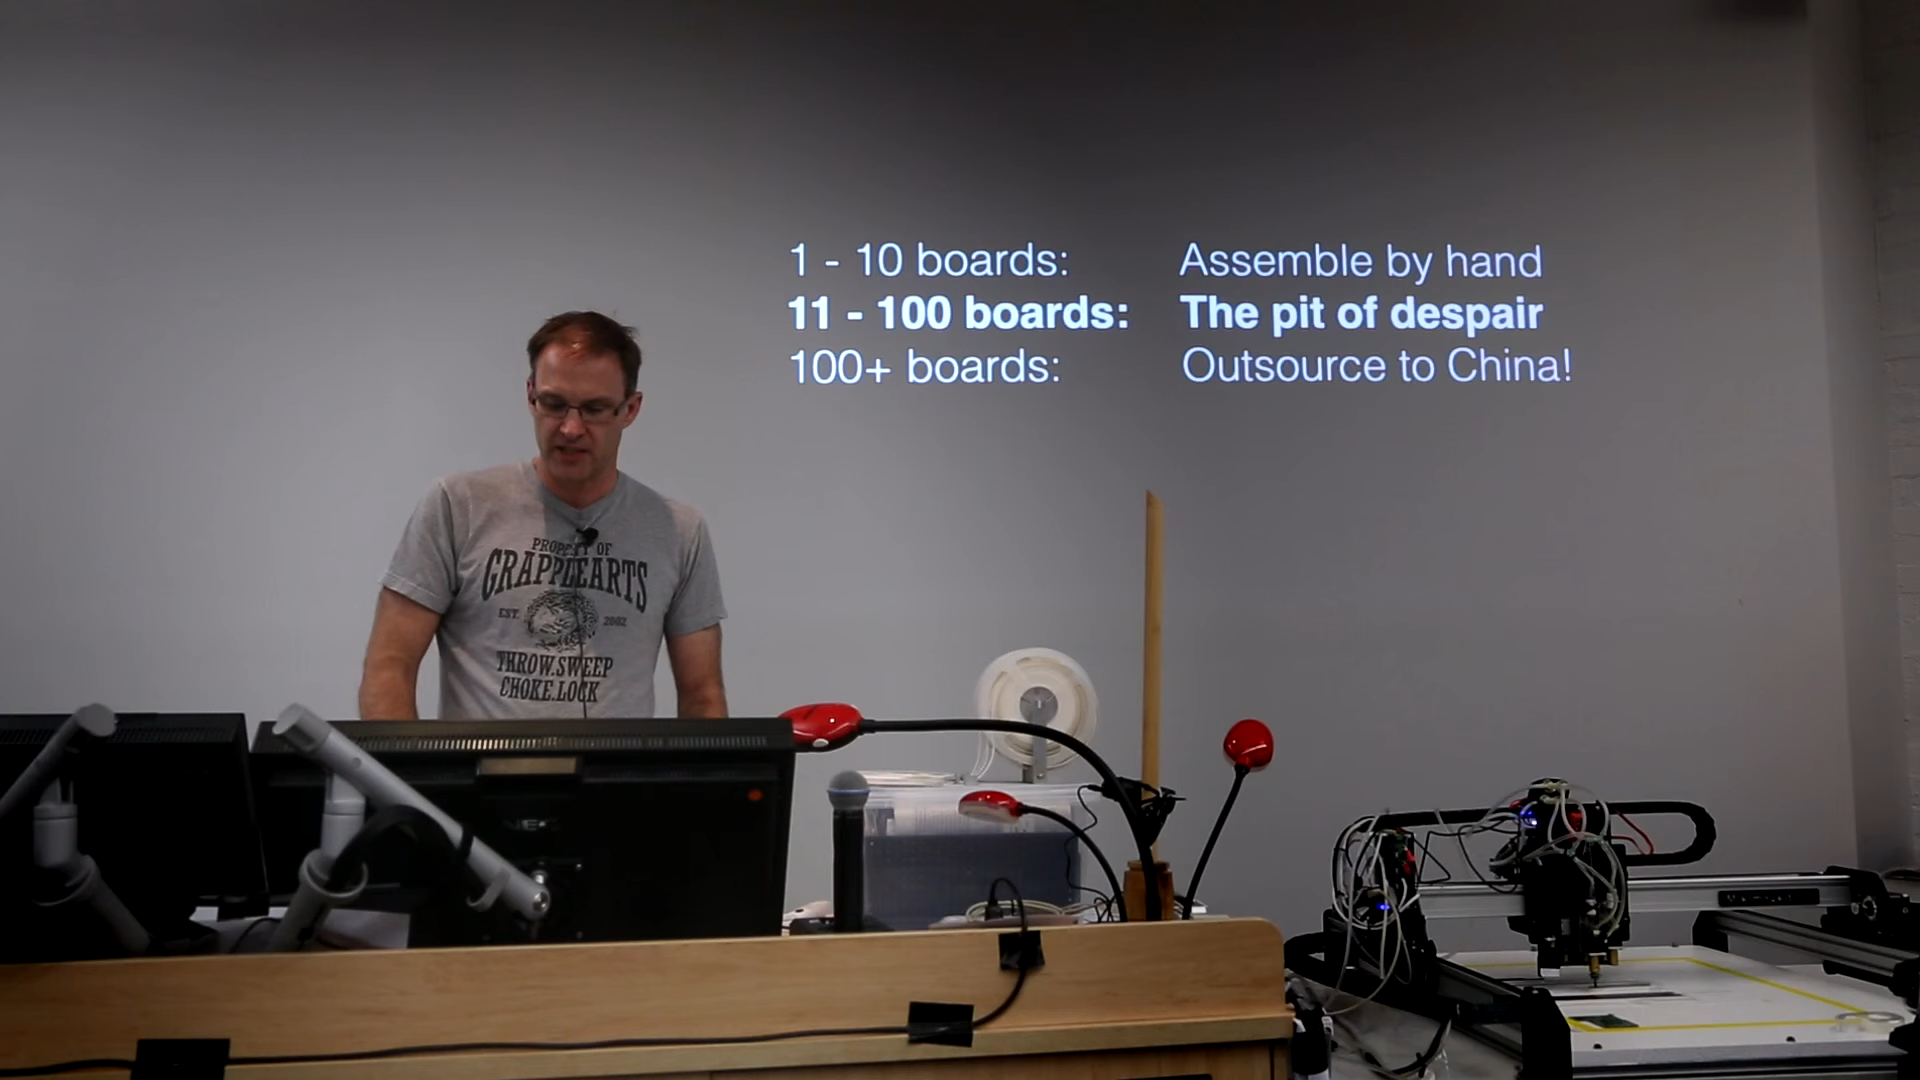 1 - 10 boards: Assemble by hand
11 - 100 boards: The pit of despair
100+ boards: Outsource to China!
PROPERTY OF
GRAPPLEARTS
EST. 2002
THROW.SWEEP
CHOKE.LOCK
NEC